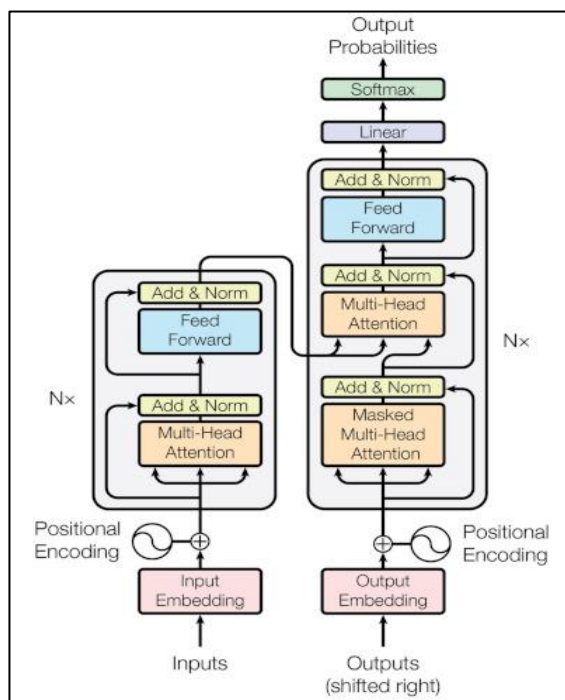 Output
Probabilities
Softmax
Linear
Add & Norm
Feed
Forward
Add & Norm
Multi-Head
Attention
Add & Norm
Masked
Multi-Head
Attention
N×
Positional
Encoding
Output
Embedding
Outputs
(shifted right)
Add & Norm
Feed
Forward
Add & Norm
Multi-Head
Attention
N×
Positional
Encoding
Input
Embedding
Inputs